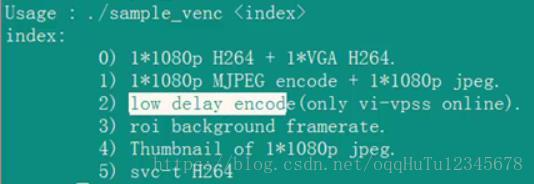 Usage : ./sample_venc <index>
index:
0) 1*1080p H264 + 1*VGA H264.
1) 1*1080p MJPEG encode + 1*1080p jpeg.
2) low delay encode(only vi-vpss online).
3) roi background framerate.
4) Thumbnail of 1*1080p jpeg.
5) svc-t H264
https://blog.csdn.net/oqqHuTu12345678